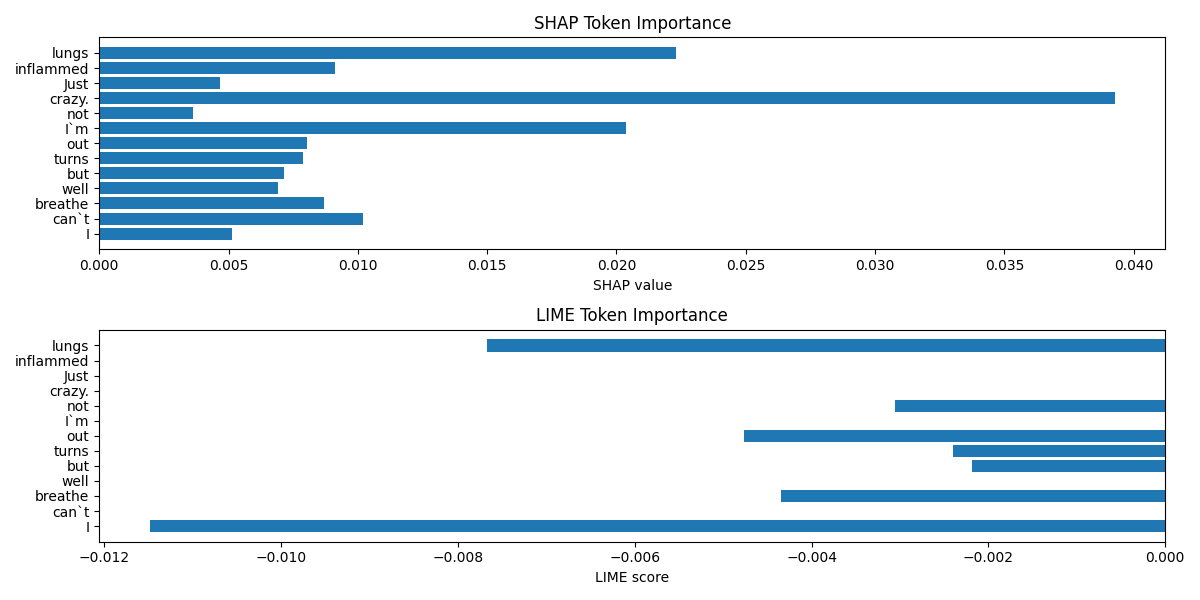 SHAP Token Importance
lungs
inflammed
Just
crazy.
not
I`m
out
turns
but
well
breathe
can`t
I
0.000 0.005 0.010 0.015 0.020 0.025 0.030 0.035 0.040
SHAP value
LIME Token Importance
lungs
inflammed
Just
crazy.
not
I`m
out
turns
but
well
breathe
can`t
I
−0.012 −0.010 −0.008 −0.006 −0.004 −0.002 0.000
LIME score